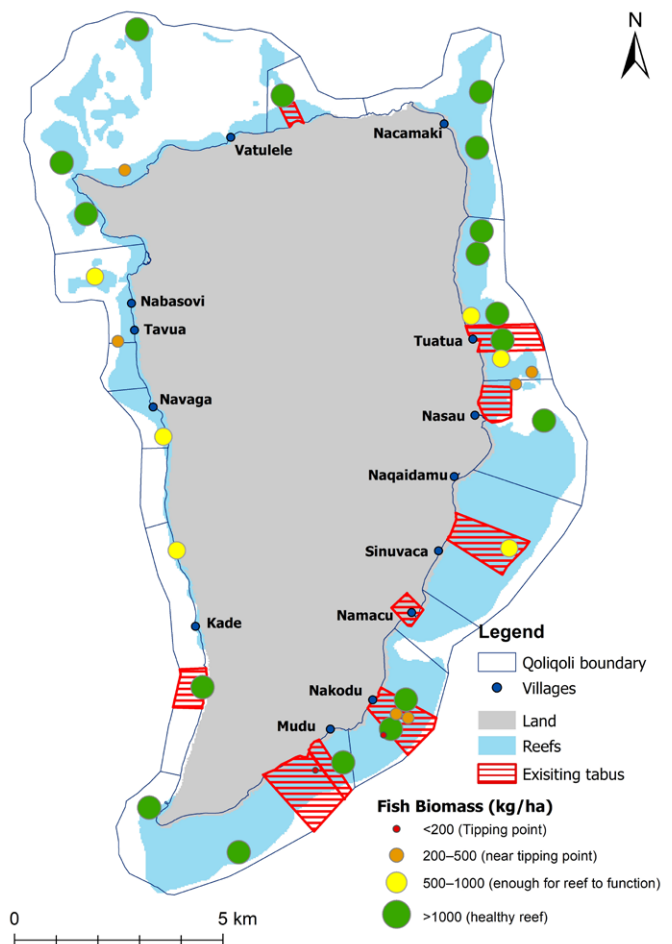 N
Vatulele
Nacamaki
Nabasovi
Tavua
Tuatua
Navaga
Nasau
Naqaidamu
Sinuvaca
Namacu
Kade
Nakodu
Mudu
Legend
Qoliqoli boundary
Villages
Land
Reefs
Exisiting tabus
Fish Biomass (kg/ha)
<200 (Tipping point)
200–500 (near tipping point)
500–1000 (enough for reef to function)
>1000 (healthy reef)
0 5 km